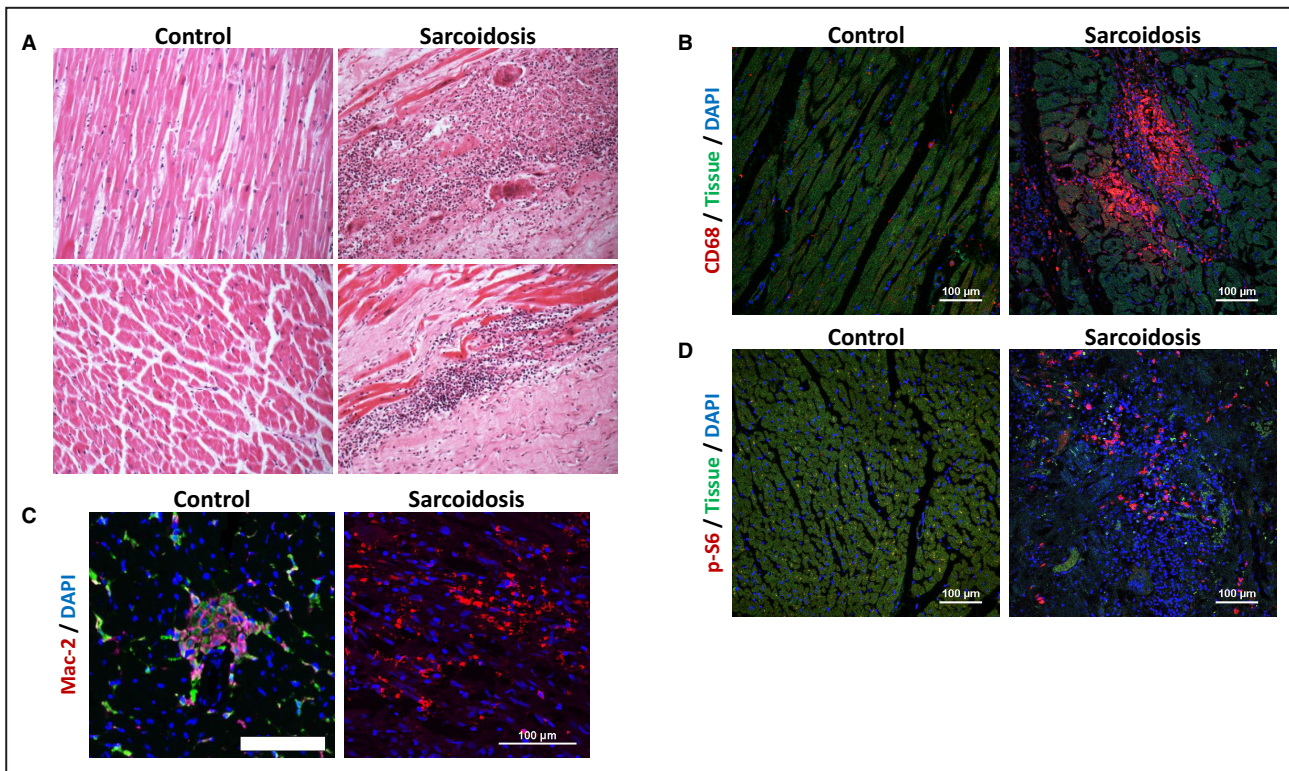 A
Control
Sarcoidosis
B
Control
Sarcoidosis
CD68 / Tissue / DAPI
100 µm
100 µm
C
Control
Sarcoidosis
Mac-2 / DAPI
100 µm
D
Control
Sarcoidosis
p-S6 / Tissue / DAPI
100 µm
100 µm